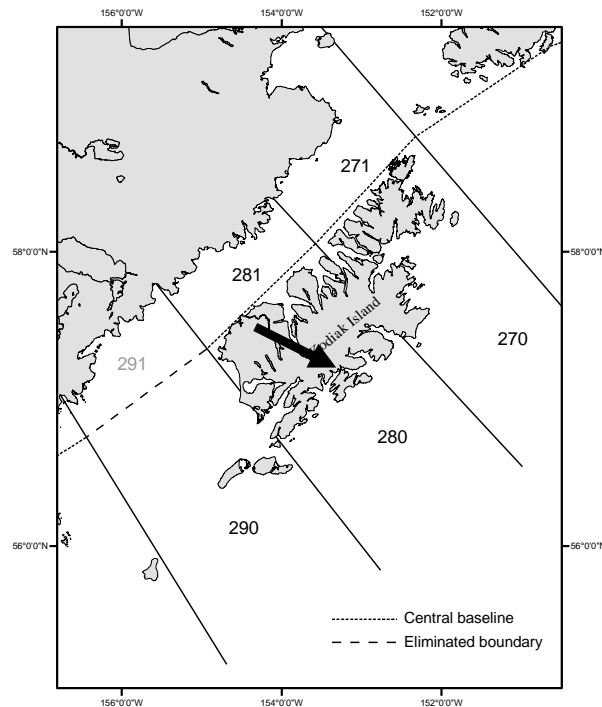 156°0'0"W 154°0'0"W 152°0'0"W
271
58°0'0"N 58°0'0"N
281
Kodiak Island
270
291
280
290
56°0'0"N 56°0'0"N
Central baseline
Eliminated boundary
156°0'0"W 154°0'0"W 152°0'0"W